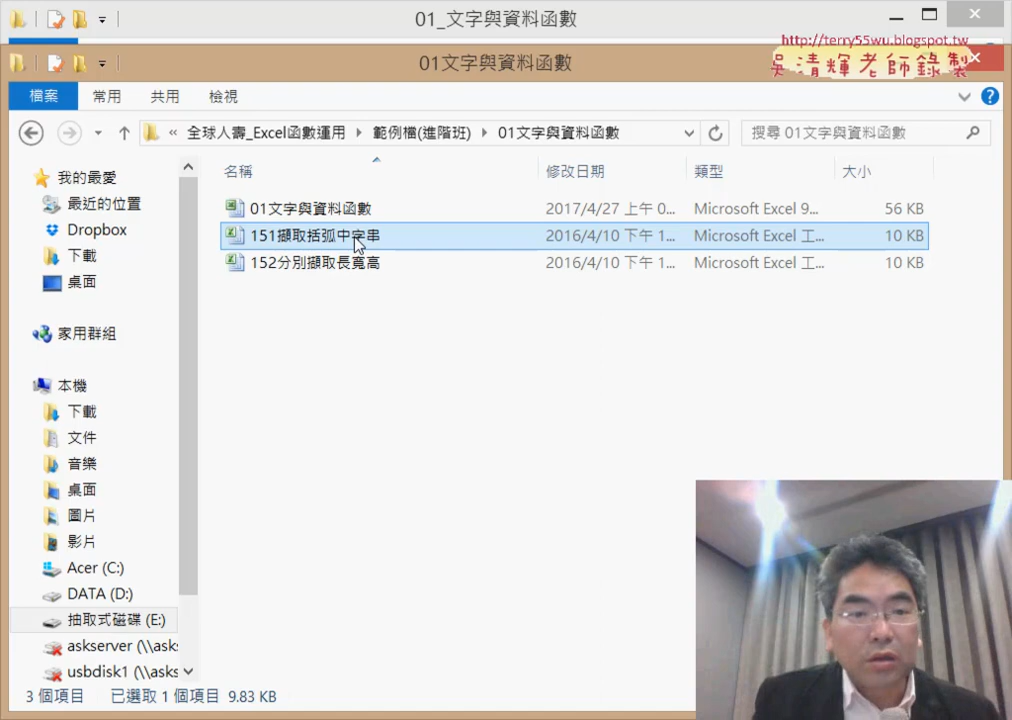 01_文字與資料函數
http://terry55wu.blogspot.tw
吳清輝老師錄製
01文字與資料函數
檔案 常用 共用 檢視
« 全球人壽_Excel函數運用 ▸ 範例檔(進階班) ▸ 01文字與資料函數
搜尋 01文字與資料函數
名稱 修改日期 類型 大小
01文字與資料函數 2017/4/27 上午 0... Microsoft Excel 9... 56 KB
151擷取括弧中字串 2016/4/10 下午 1... Microsoft Excel 工... 10 KB
152分別擷取長寬高 2016/4/10 下午 1... Microsoft Excel 工... 10 KB
我的最愛
最近的位置
Dropbox
下載
桌面
家用群組
本機
下載
文件
音樂
桌面
圖片
影片
Acer (C:)
DATA (D:)
抽取式磁碟 (E:)
askserver (\\asks
usbdisk1 (\\asks
3 個項目 已選取 1 個項目 9.83 KB